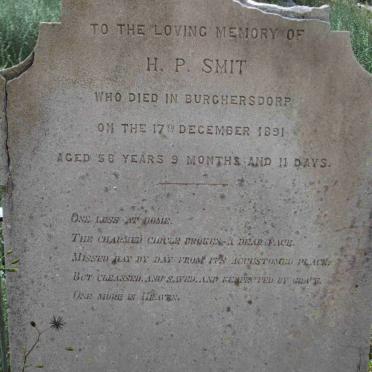 TO THE LOVING MEMORY OF
H. P. SMIT
WHO DIED IN BURGHERSDORP
ON THE 17TH DECEMBER 1891
AGED 56 YEARS 9 MONTHS AND 11 DAYS.
ONE LESS AT HOME.
THE CHARMED CIRCLE BROKEN-A DEAR FACE.
MISSED DAY BY DAY FROM IT'S ACCUSTOMED PLACE.
BUT CLEANSED, AND SAVED, AND PERFECTED BY GRACE.
ONE MORE IN HEAVEN.